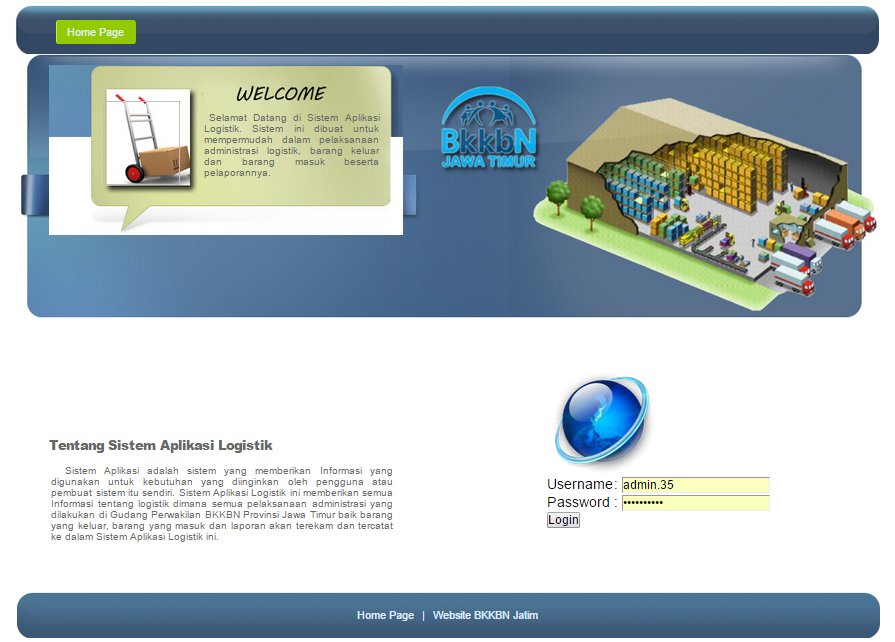 Home Page
WELCOME
Selamat Datang di Sistem Aplikasi
Logistik. Sistem ini dibuat untuk
mempermudah dalam pelaksanaan
administrasi logistik, barang keluar
dan barang masuk beserta
pelaporannya.
BkkbN
JAWA TIMUR
Tentang Sistem Aplikasi Logistik
Sistem Aplikasi adalah sistem yang memberikan Informasi yang
digunakan untuk kebutuhan yang diinginkan oleh pengguna atau
pembuat sistem itu sendiri. Sistem Aplikasi Logistik ini memberikan semua
Informasi tentang logistik dimana semua pelaksanaan administrasi yang
dilakukan di Gudang Perwakilan BKKBN Provinsi Jawa Timur baik barang
yang keluar, barang yang masuk dan laporan akan terekam dan tercatat
ke dalam Sistem Aplikasi Logistik ini.
Username: admin.35
Password : ••••••••••
Login
Home Page | Website BKKBN Jatim